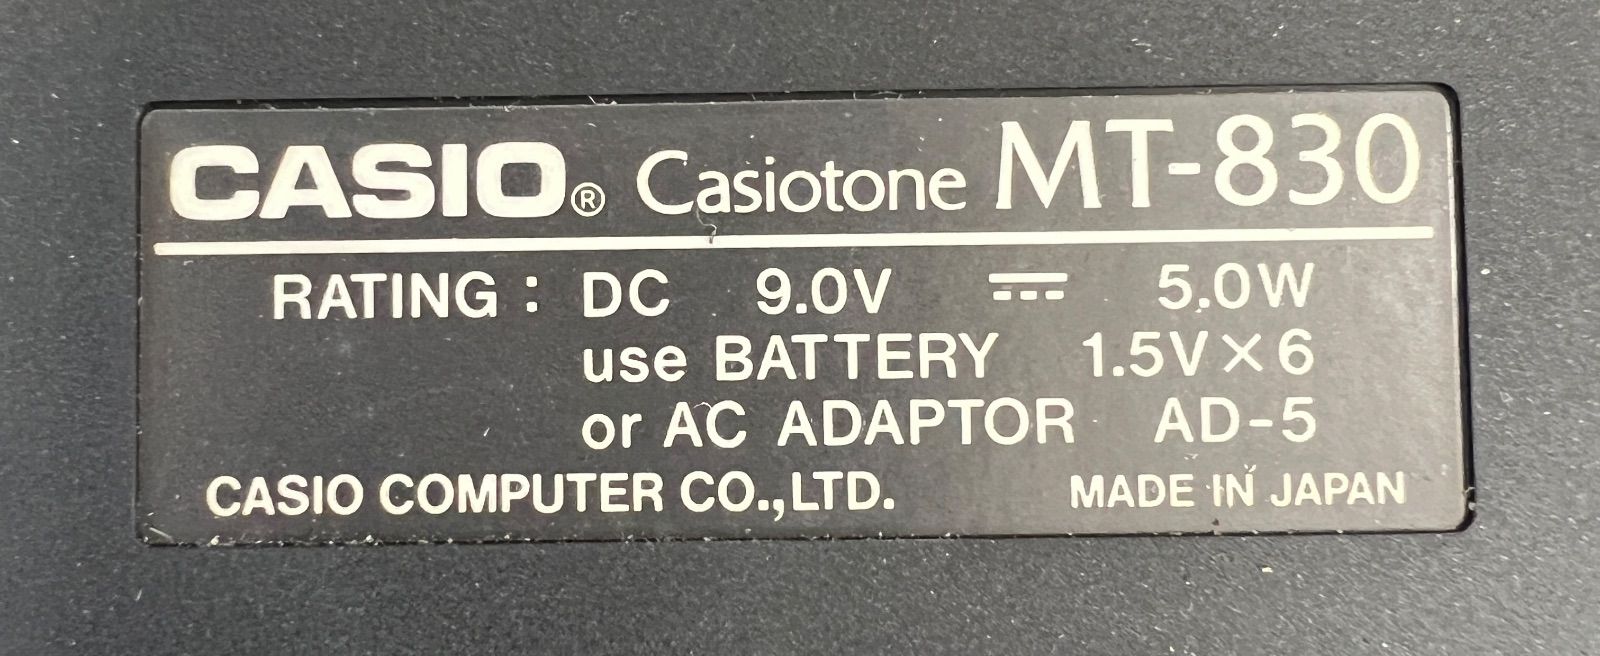 CASIO® Casiotone MT-830
RATING : DC 9.0V ⎓ 5.0W
use BATTERY 1.5V×6
or AC ADAPTOR AD-5
CASIO COMPUTER CO.,LTD. MADE IN JAPAN